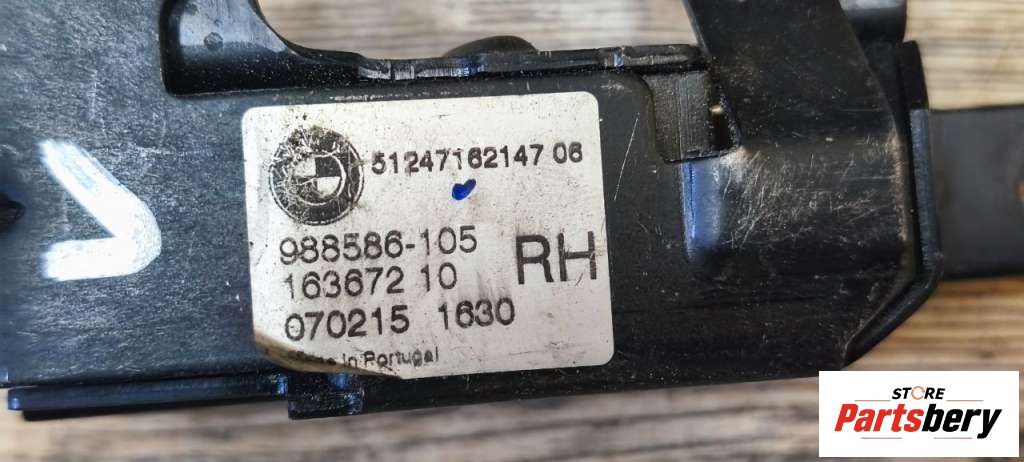 51247162147 06
988586-105
163672 10
RH
070215 1630
in Portugal
STORE
Partsbery